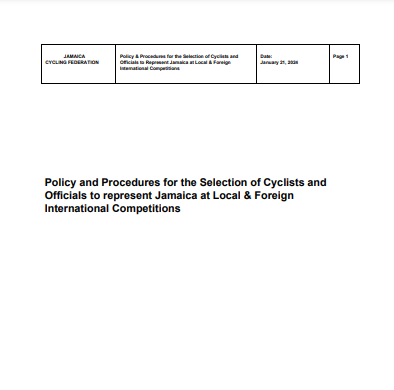 JAMAICA
CYCLING FEDERATION
Policy & Procedures for the Selection of Cyclists and
Officials to Represent Jamaica at Local & Foreign
International Competitions
Date:
January 21, 2024
Page 1
Policy and Procedures for the Selection of Cyclists and
Officials to represent Jamaica at Local & Foreign
International Competitions